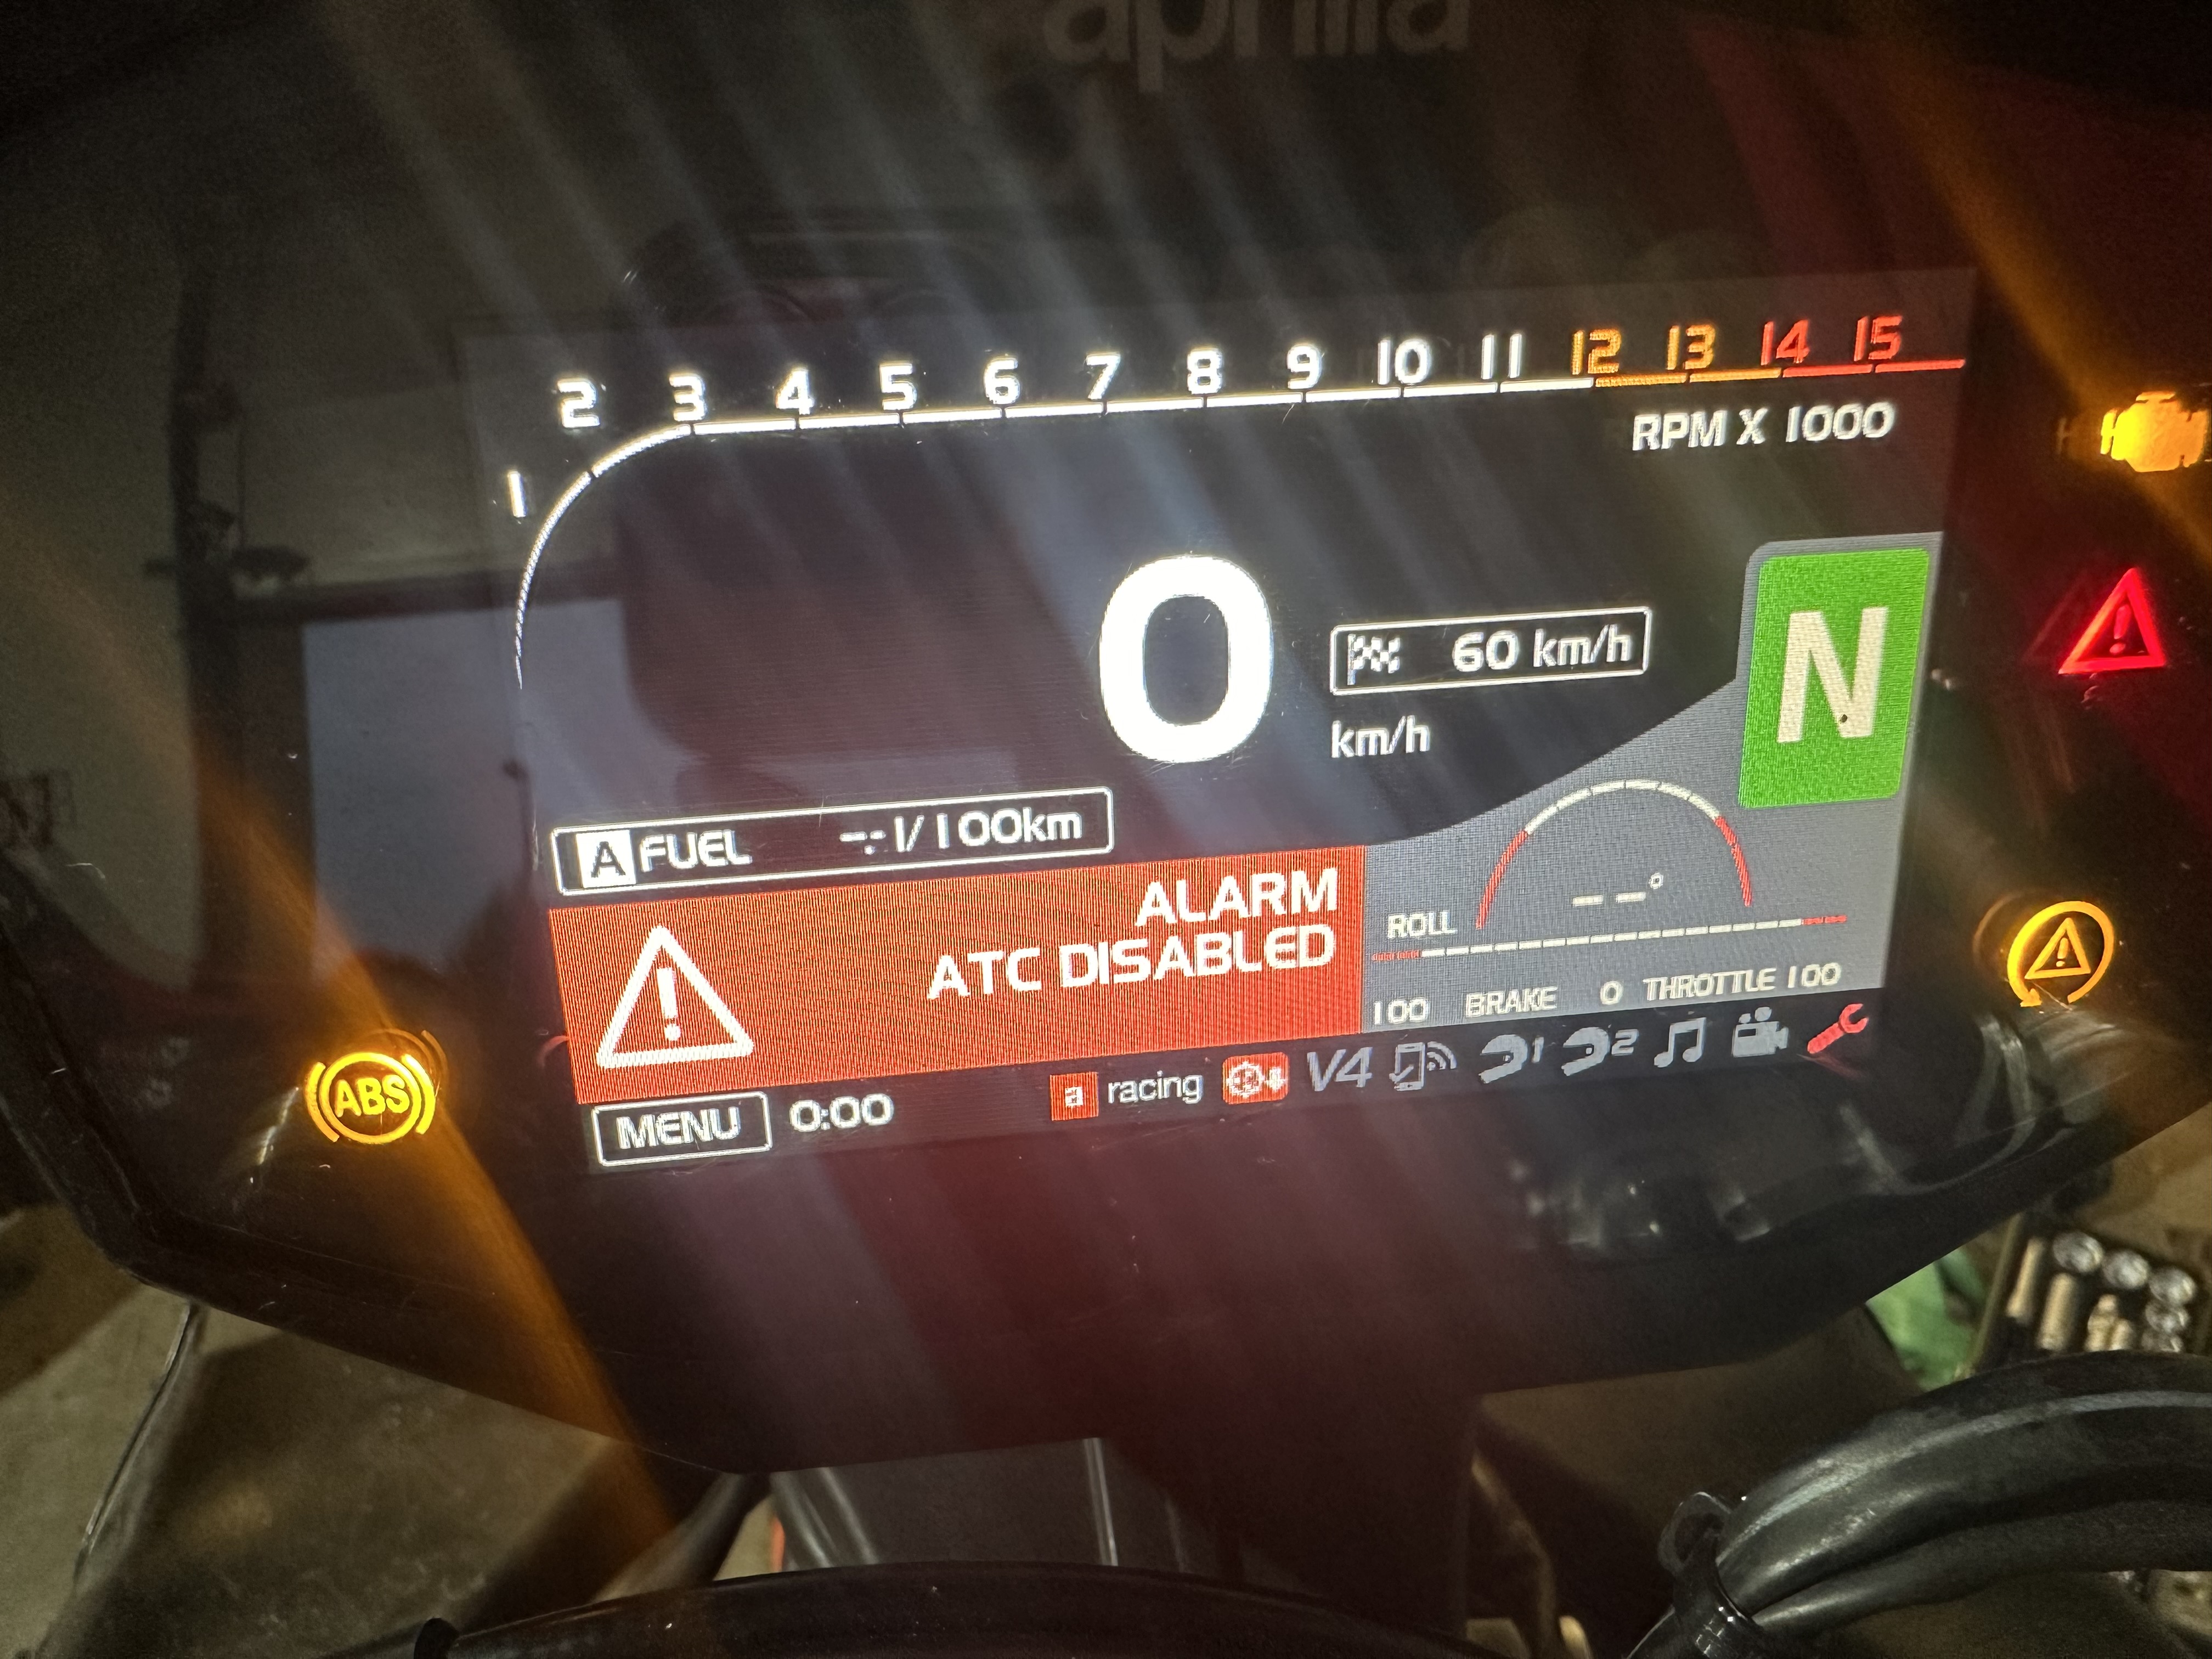 aprilia
1 2 3 4 5 6 7 8 9 10 11 12 13 14 15
RPM X 1000
0
60 km/h
km/h
N
A FUEL -.- l/100km
ALARM
ATC DISABLED
-- °
ROLL
100 BRAKE 0 THROTTLE 100
ABS
MENU 0:00 a racing V4 1 2